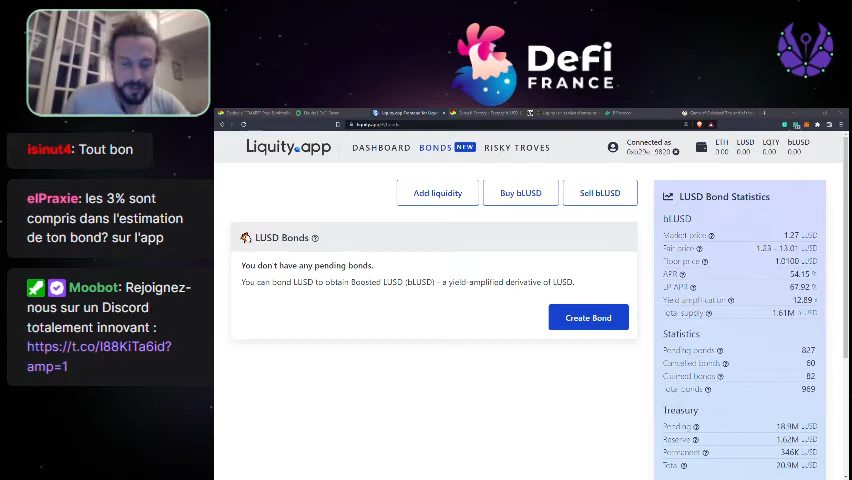 DeFi
FRANCE
isinut4: Tout bon
elPraxie: les 3% sont
compris dans l'estimation
de ton bond? sur l'app
Moobot: Rejoignez-
nous sur un Discord
totalement innovant :
https://t.co/l88KiTa6id?
amp=1
Liquity.app
DASHBOARD
BONDS NEW
RISKY TROVES
Connected as
ETH
0.00
LUSD
0.00
LQTY
0.00
bLUSD
0.00
Add liquidity
Buy bLUSD
Sell bLUSD
LUSD Bonds
You don't have any pending bonds.
You can bond LUSD to obtain Boosted LUSD (bLUSD) – a yield-amplified derivative of LUSD.
Create Bond
LUSD Bond Statistics
bLUSD
Market price 1.27 LUSD
Fair price 1.23 - 13.01 LUSD
Floor price 1.0100 LUSD
APR 54.15 %
LP APR 67.92 %
Yield amplification 12.89 x
Total supply 1.61M LUSD
Statistics
Pending bonds 827
Cancelled bonds 60
Claimed bonds 82
Total bonds 969
Treasury
Pending 18.9M LUSD
Reserve 1.62M LUSD
Permanent 346K LUSD
Total 20.9M LUSD